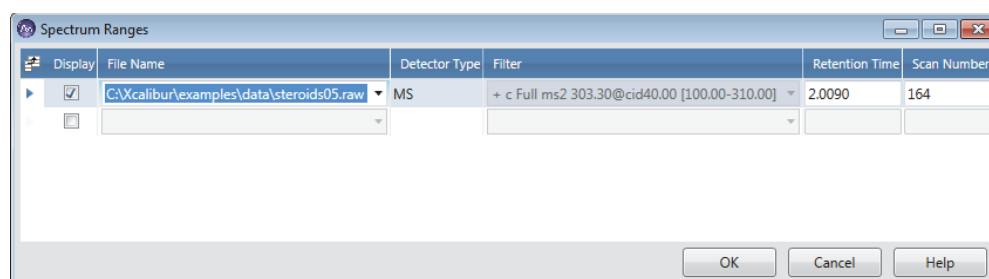 Spectrum Ranges
Display File Name Detector Type Filter Retention Time Scan Number
C:\Xcalibur\examples\data\steroids05.raw MS + c Full ms2 303.30@cid40.00 [100.00-310.00] 2.0090 164
OK Cancel Help